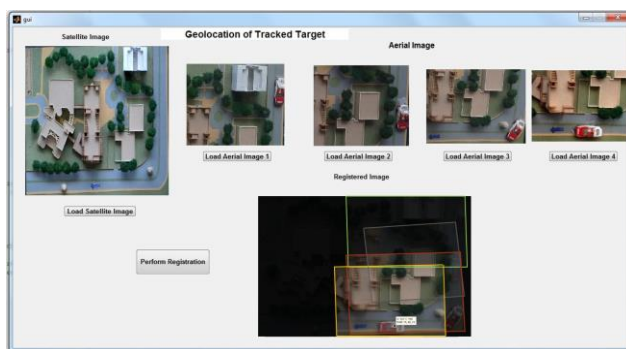 gui
Geolocation of Tracked Target
Satellite Image
Aerial Image
Load Aerial Image 1
Load Aerial Image 2
Load Aerial Image 3
Load Aerial Image 4
Registered Image
Load Satellite Image
Perform Registration